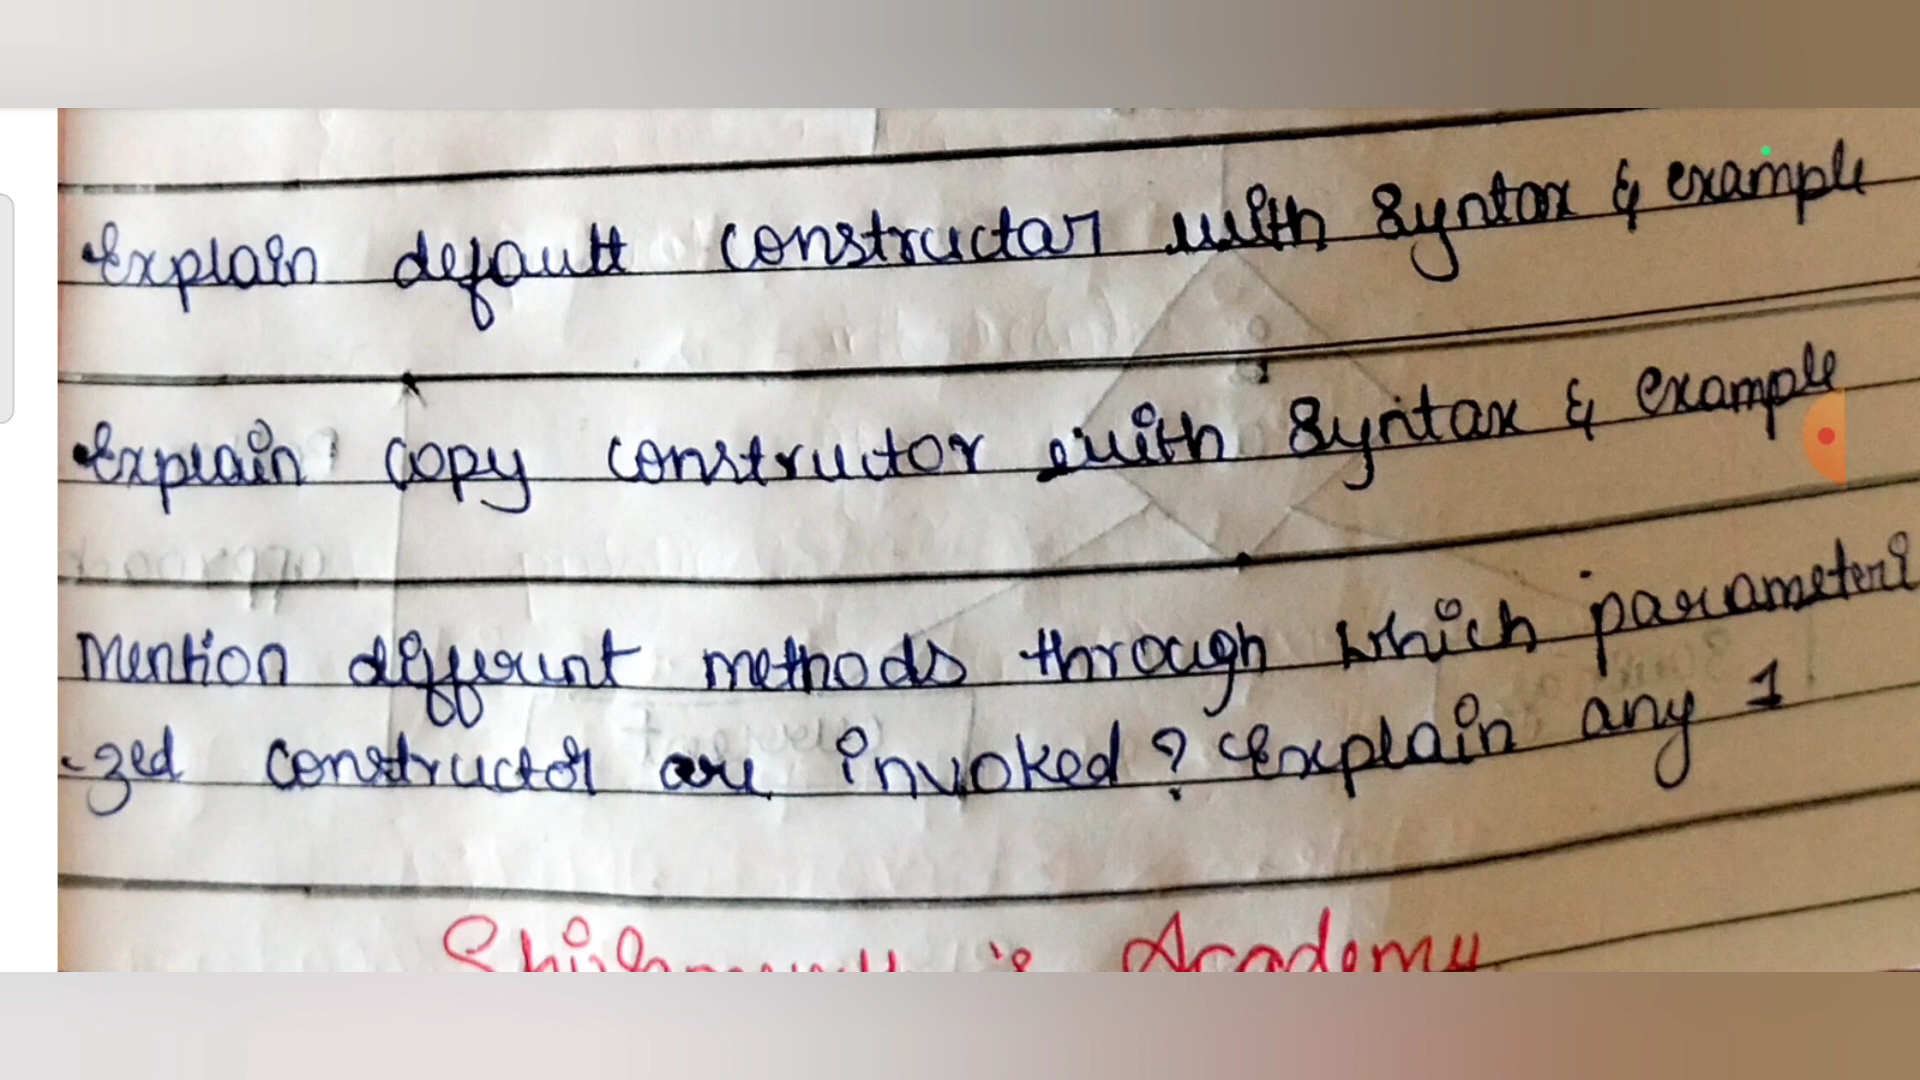 Explain default constructor with Syntax & example
Explain copy constructor with Syntax & example
Mention different methods through which parameteri
-zed constructor are invoked? Explain any 1
Academy